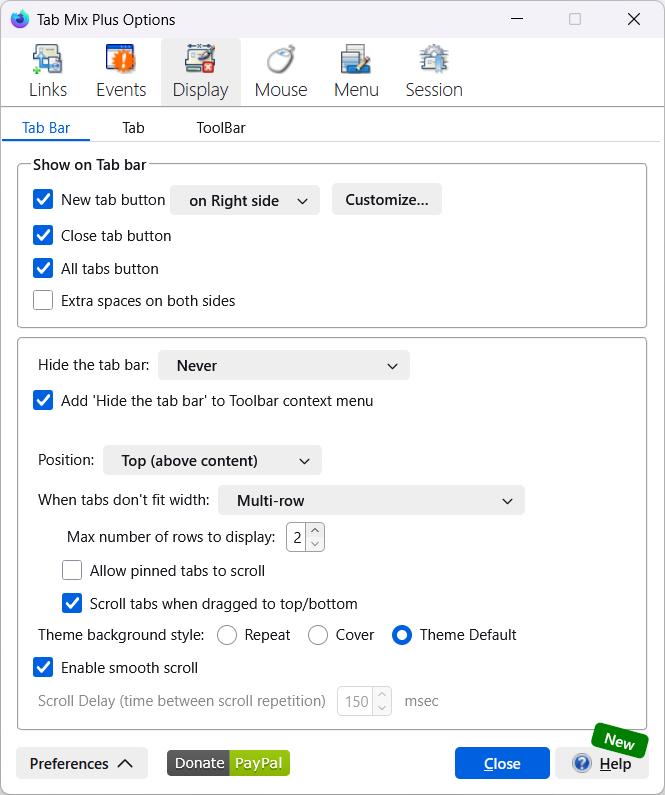 Tab Mix Plus Options
Links Events Display Mouse Menu Session
Tab Bar Tab ToolBar
Show on Tab bar
New tab button on Right side Customize...
Close tab button
All tabs button
Extra spaces on both sides
Hide the tab bar: Never
Add 'Hide the tab bar' to Toolbar context menu
Position: Top (above content)
When tabs don't fit width: Multi-row
Max number of rows to display: 2
Allow pinned tabs to scroll
Scroll tabs when dragged to top/bottom
Theme background style: Repeat Cover Theme Default
Enable smooth scroll
Scroll Delay (time between scroll repetition) 150 msec
New
Preferences Donate PayPal Close Help